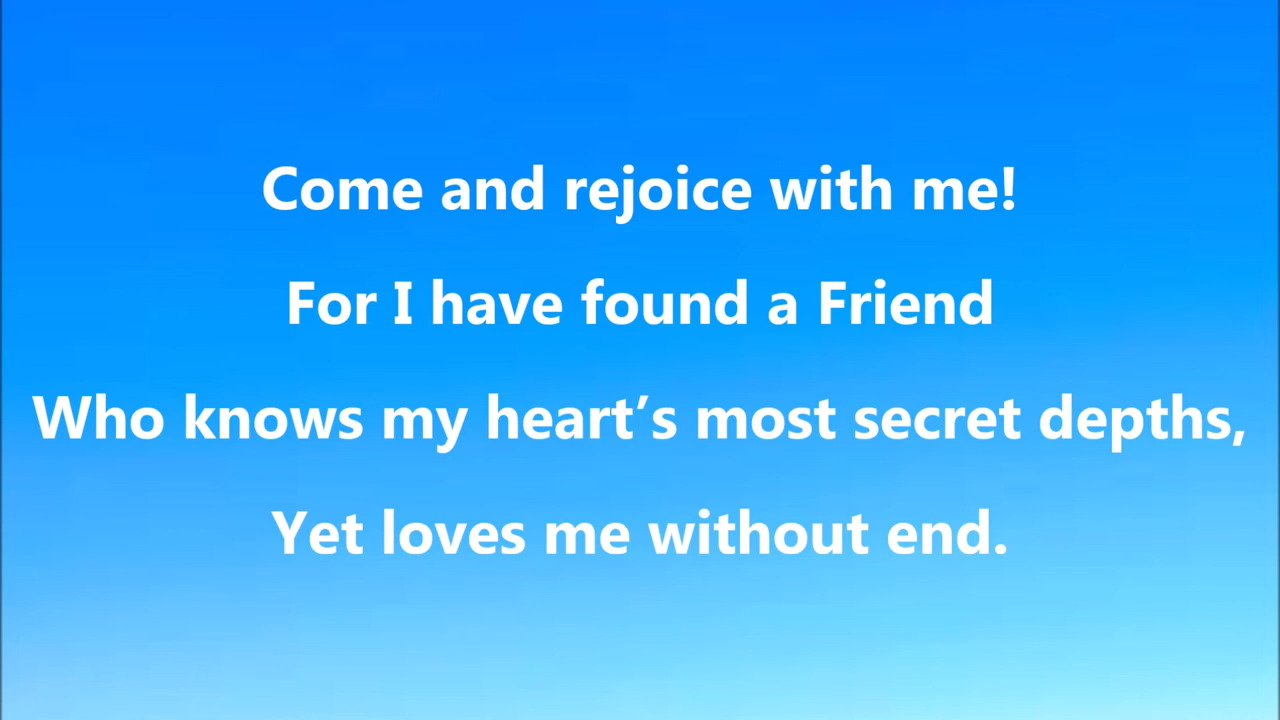 Come and rejoice with me!
For I have found a Friend
Who knows my heart’s most secret depths,
Yet loves me without end.